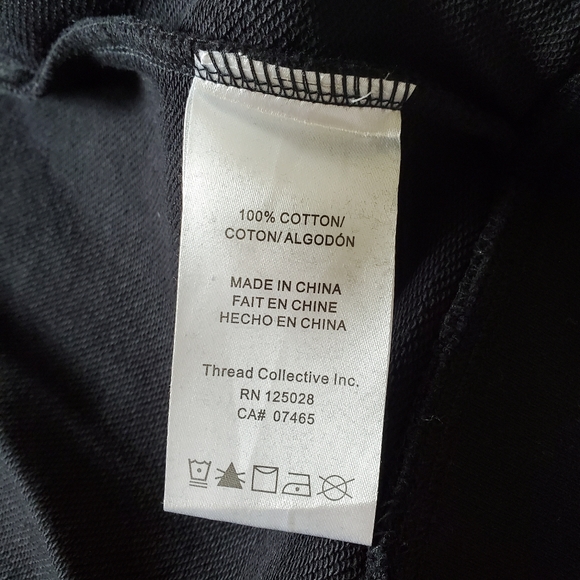 100% COTTON/
COTON/ALGODÓN
MADE IN CHINA
FAIT EN CHINE
HECHO EN CHINA
Thread Collective Inc.
RN 125028
CA# 07465